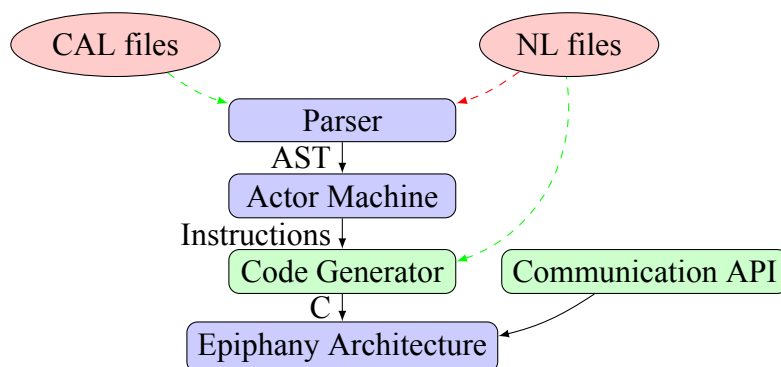 CAL files
NL files
Parser
AST
Actor Machine
Instructions
Code Generator
Communication API
C
Epiphany Architecture